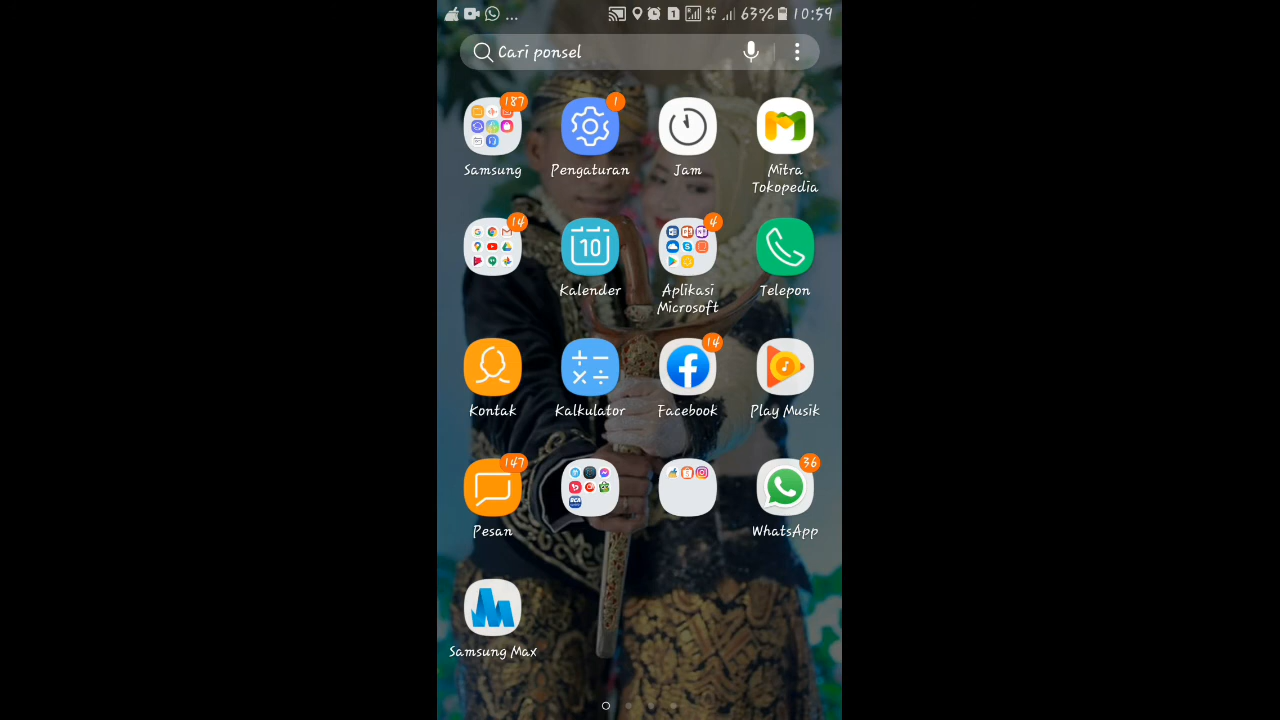 ... 4G 63% 10:59
Cari ponsel
187 1
Samsung Pengaturan Jam Mitra
Tokopedia
14 10 4
Kalender Aplikasi Telepon
Microsoft
14
Kontak Kalkulator Facebook Play Musik
147 36
Pesan WhatsApp
Samsung Max